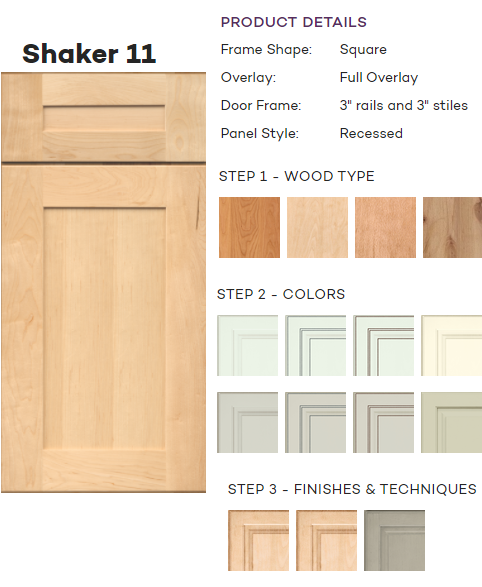 Shaker 11
PRODUCT DETAILS
Frame Shape: Square
Overlay: Full Overlay
Door Frame: 3" rails and 3" stiles
Panel Style: Recessed
STEP 1 - WOOD TYPE
STEP 2 - COLORS
STEP 3 - FINISHES & TECHNIQUES